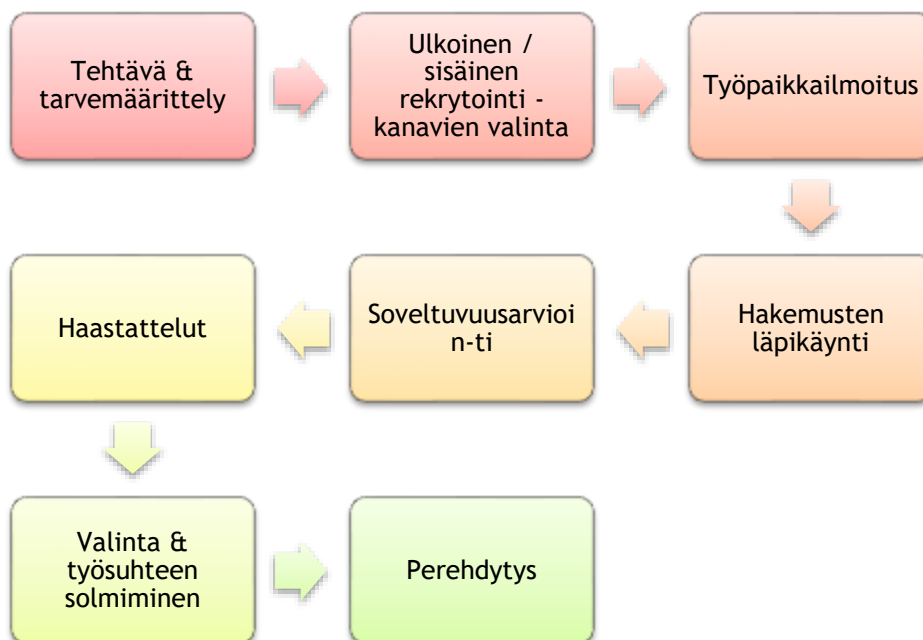 Tehtävä &
tarvemäärittely
Ulkoinen /
sisäinen
rekrytointi -
kanavien valinta
Työpaikkailmoitus
Hakemusten
läpikäynti
Soveltuvuusarvioi
n-ti
Haastattelut
Valinta &
työsuhteen
solmiminen
Perehdytys